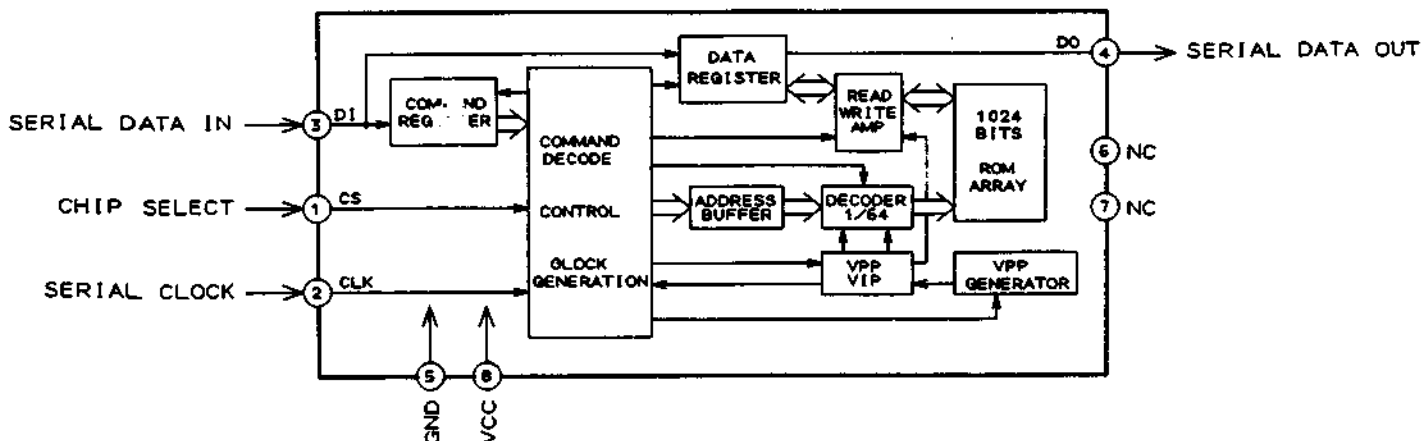 DO
4
SERIAL DATA OUT
DATA
REGISTER
READ
WRITE
AMP
1024
BITS
ROM
ARRAY
SERIAL DATA IN
3
DI
COMMAND
DECODE
6
NC
CHIP SELECT
1
CS
CONTROL
ADDRESS
BUFFER
DECODER
1/64
7
NC
GLOCK
GENERATION
VPP
VIP
VPP
GENERATOR
SERIAL CLOCK
2
CLK
5
8
GND
VCC